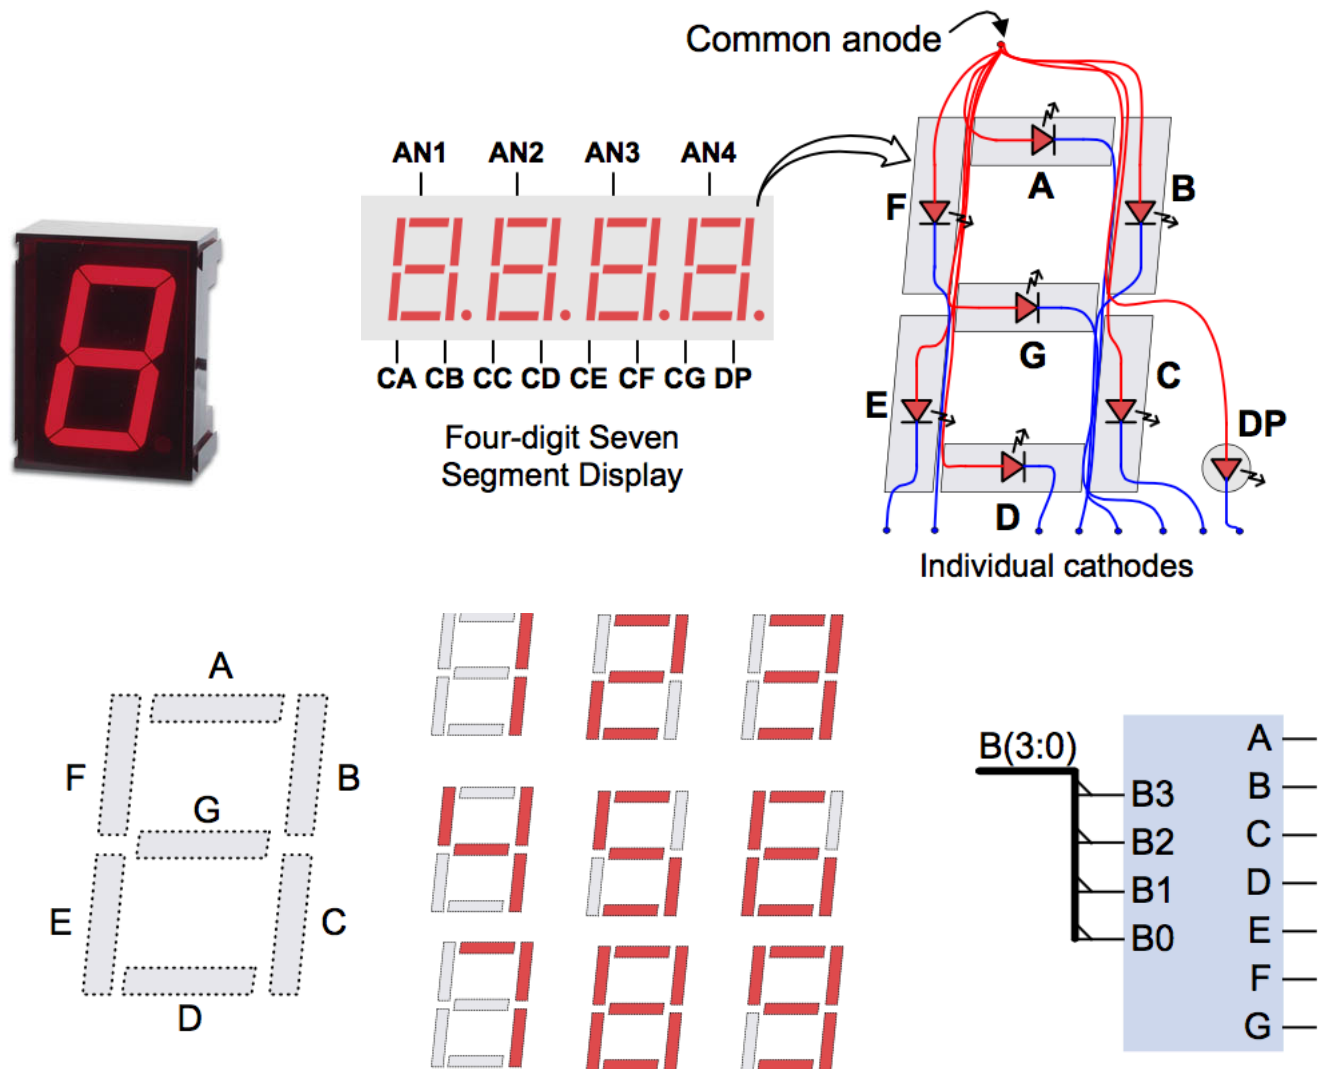 Common anode
AN1 AN2 AN3 AN4
A
F
B
G
E
C
DP
D
CA CB CC CD CE CF CG DP
Four-digit Seven
Segment Display
Individual cathodes
A
F
B
G
E
C
D
B(3:0)
B3
B2
B1
B0
A
B
C
D
E
F
G